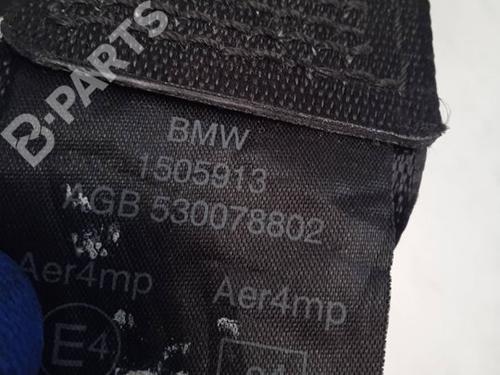 B-PARTS
BMW
1505913
AGB 530078802
Aer4mp Aer4mp
E4